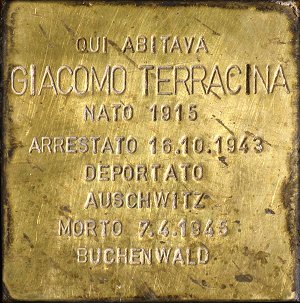 QUI ABITAVA
GIACOMO TERRACINA
NATO 1915
ARRESTATO 16.10.1943
DEPORTATO
AUSCHWITZ
MORTO 7.4.1945
BUCHENWALD